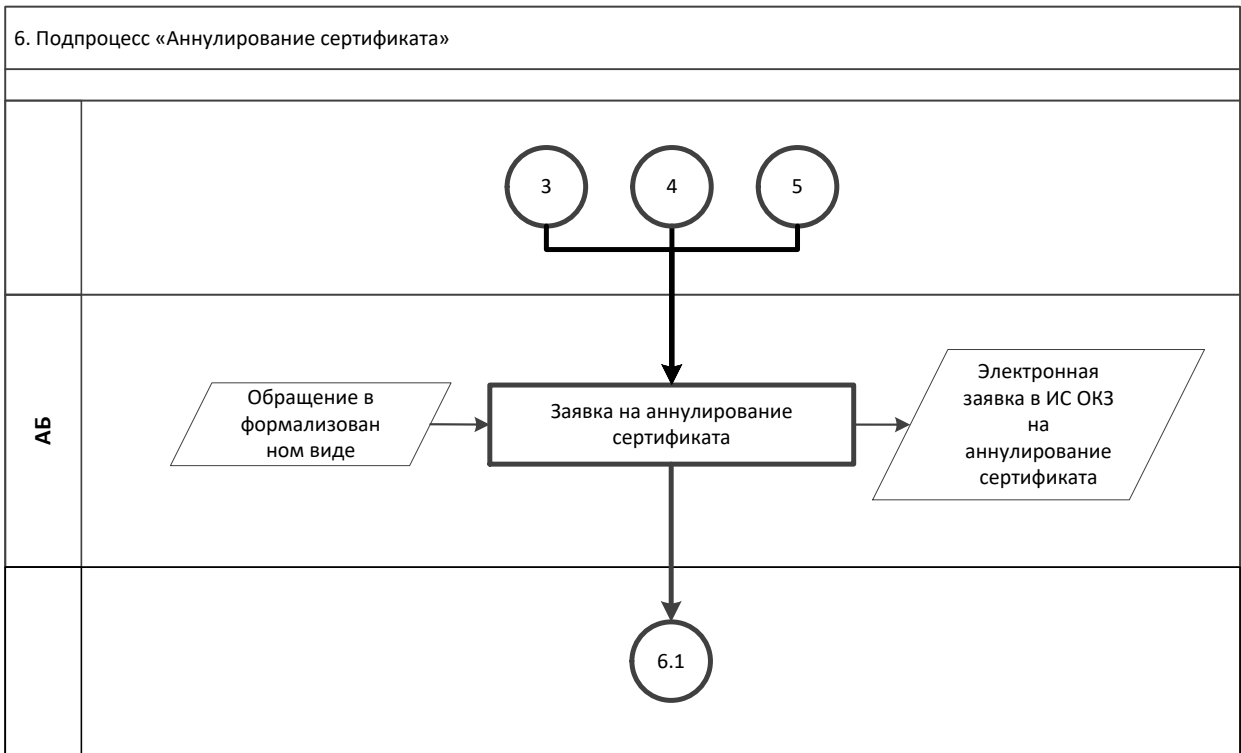 6. Подпроцесс «Аннулирование сертификата»
3
4
5
АБ
Обращение в
формализован
ном виде
Заявка на аннулирование
сертификата
Электронная
заявка в ИС ОКЗ
на
аннулирование
сертификата
6.1